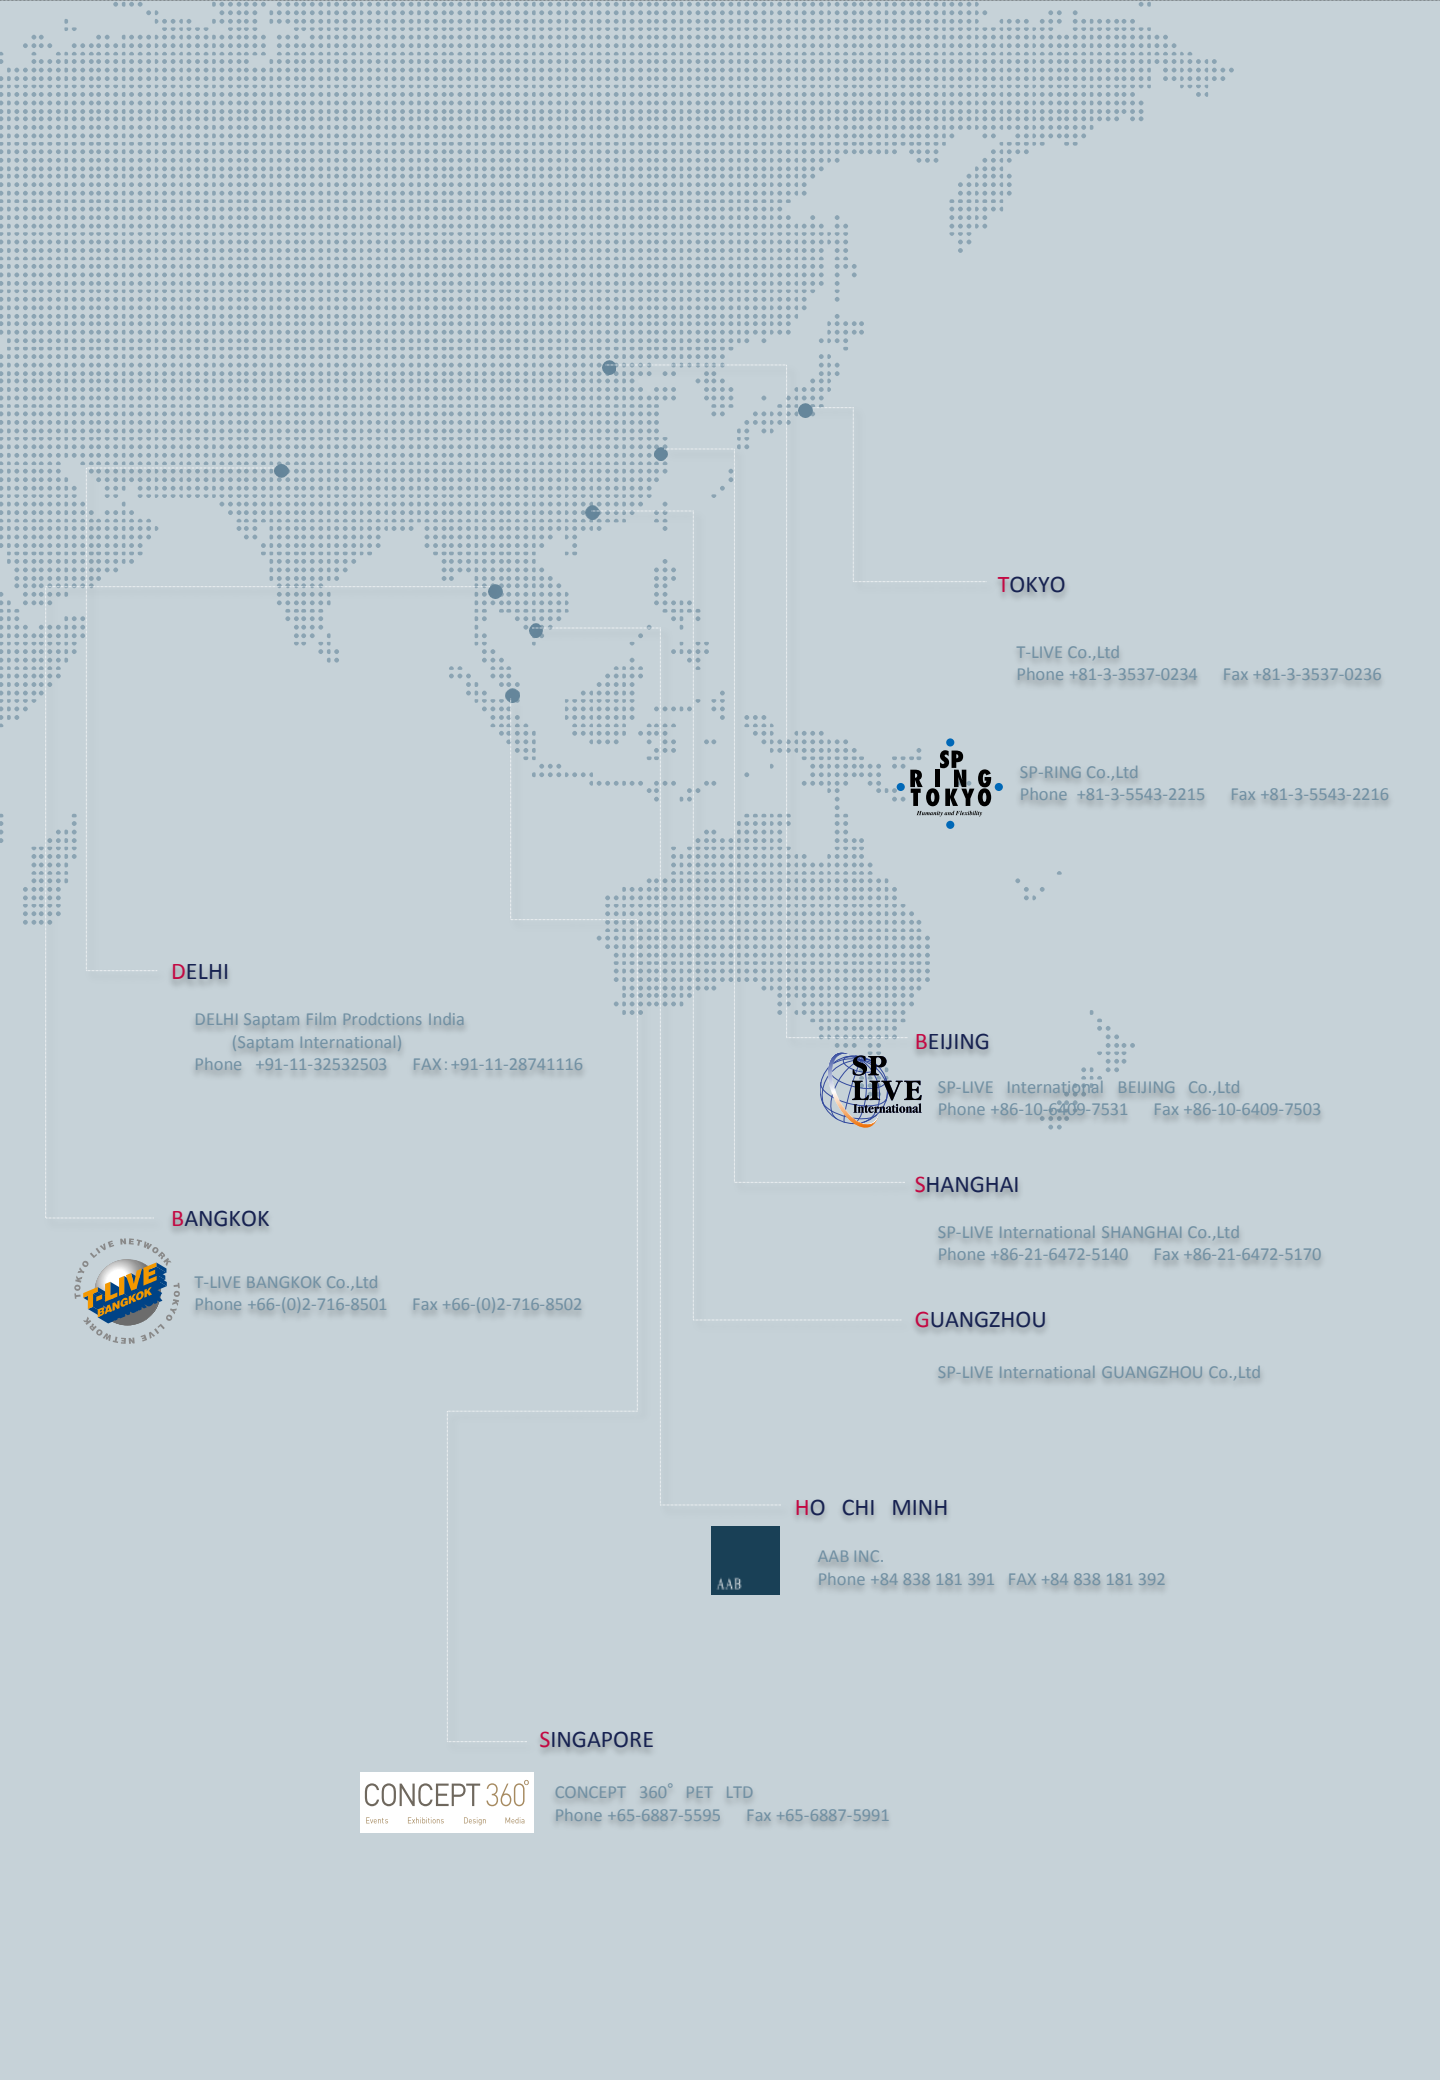 TOKYO
T-LIVE Co.,Ltd
Phone +81-3-3537-0234 Fax +81-3-3537-0236
SP
RING
TOKYO
Humanity and Flexibility
SP-RING Co.,Ltd
Phone +81-3-5543-2215 Fax +81-3-5543-2216
DELHI
DELHI Saptam Film Prodctions India
(Saptam International)
Phone +91-11-32532503 FAX:+91-11-28741116
BEIJING
SP
LIVE
International
SP-LIVE International BEIJING Co.,Ltd
Phone +86-10-6409-7531 Fax +86-10-6409-7503
SHANGHAI
SP-LIVE International SHANGHAI Co.,Ltd
Phone +86-21-6472-5140 Fax +86-21-6472-5170
BANGKOK
TOKYO LIVE NETWORK TOKYO LIVE NETWORK
T-LIVE
BANGKOK
T-LIVE BANGKOK Co.,Ltd
Phone +66-(0)2-716-8501 Fax +66-(0)2-716-8502
GUANGZHOU
SP-LIVE International GUANGZHOU Co.,Ltd
HO CHI MINH
AAB
AAB INC.
Phone +84 838 181 391 FAX +84 838 181 392
SINGAPORE
CONCEPT 360°
Events Exhibitions Design Media
CONCEPT 360° PET LTD
Phone +65-6887-5595 Fax +65-6887-5991